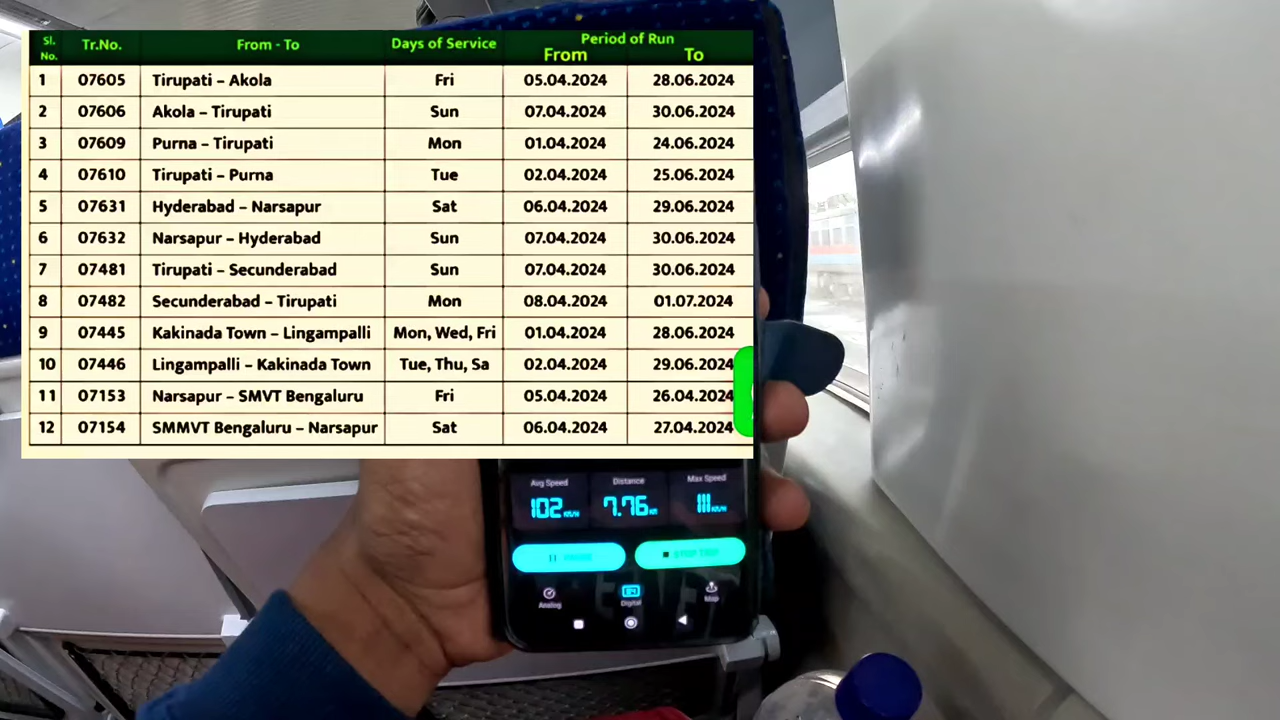 Sl. No. Tr.No. From - To Days of Service Period of Run From To
1 07605 Tirupati – Akola Fri 05.04.2024 28.06.2024
2 07606 Akola – Tirupati Sun 07.04.2024 30.06.2024
3 07609 Purna – Tirupati Mon 01.04.2024 24.06.2024
4 07610 Tirupati – Purna Tue 02.04.2024 25.06.2024
5 07631 Hyderabad – Narsapur Sat 06.04.2024 29.06.2024
6 07632 Narsapur – Hyderabad Sun 07.04.2024 30.06.2024
7 07481 Tirupati – Secunderabad Sun 07.04.2024 30.06.2024
8 07482 Secunderabad – Tirupati Mon 08.04.2024 01.07.2024
9 07445 Kakinada Town – Lingampalli Mon, Wed, Fri 01.04.2024 28.06.2024
10 07446 Lingampalli – Kakinada Town Tue, Thu, Sa 02.04.2024 29.06.2024
11 07153 Narsapur – SMVT Bengaluru Fri 05.04.2024 26.04.2024
12 07154 SMMVT Bengaluru – Narsapur Sat 06.04.2024 27.04.2024
Avg Speed Distance Max Speed
102 KM/H 7.76 KM 111 KM/H
STOP TRIP
Analog Digital Map